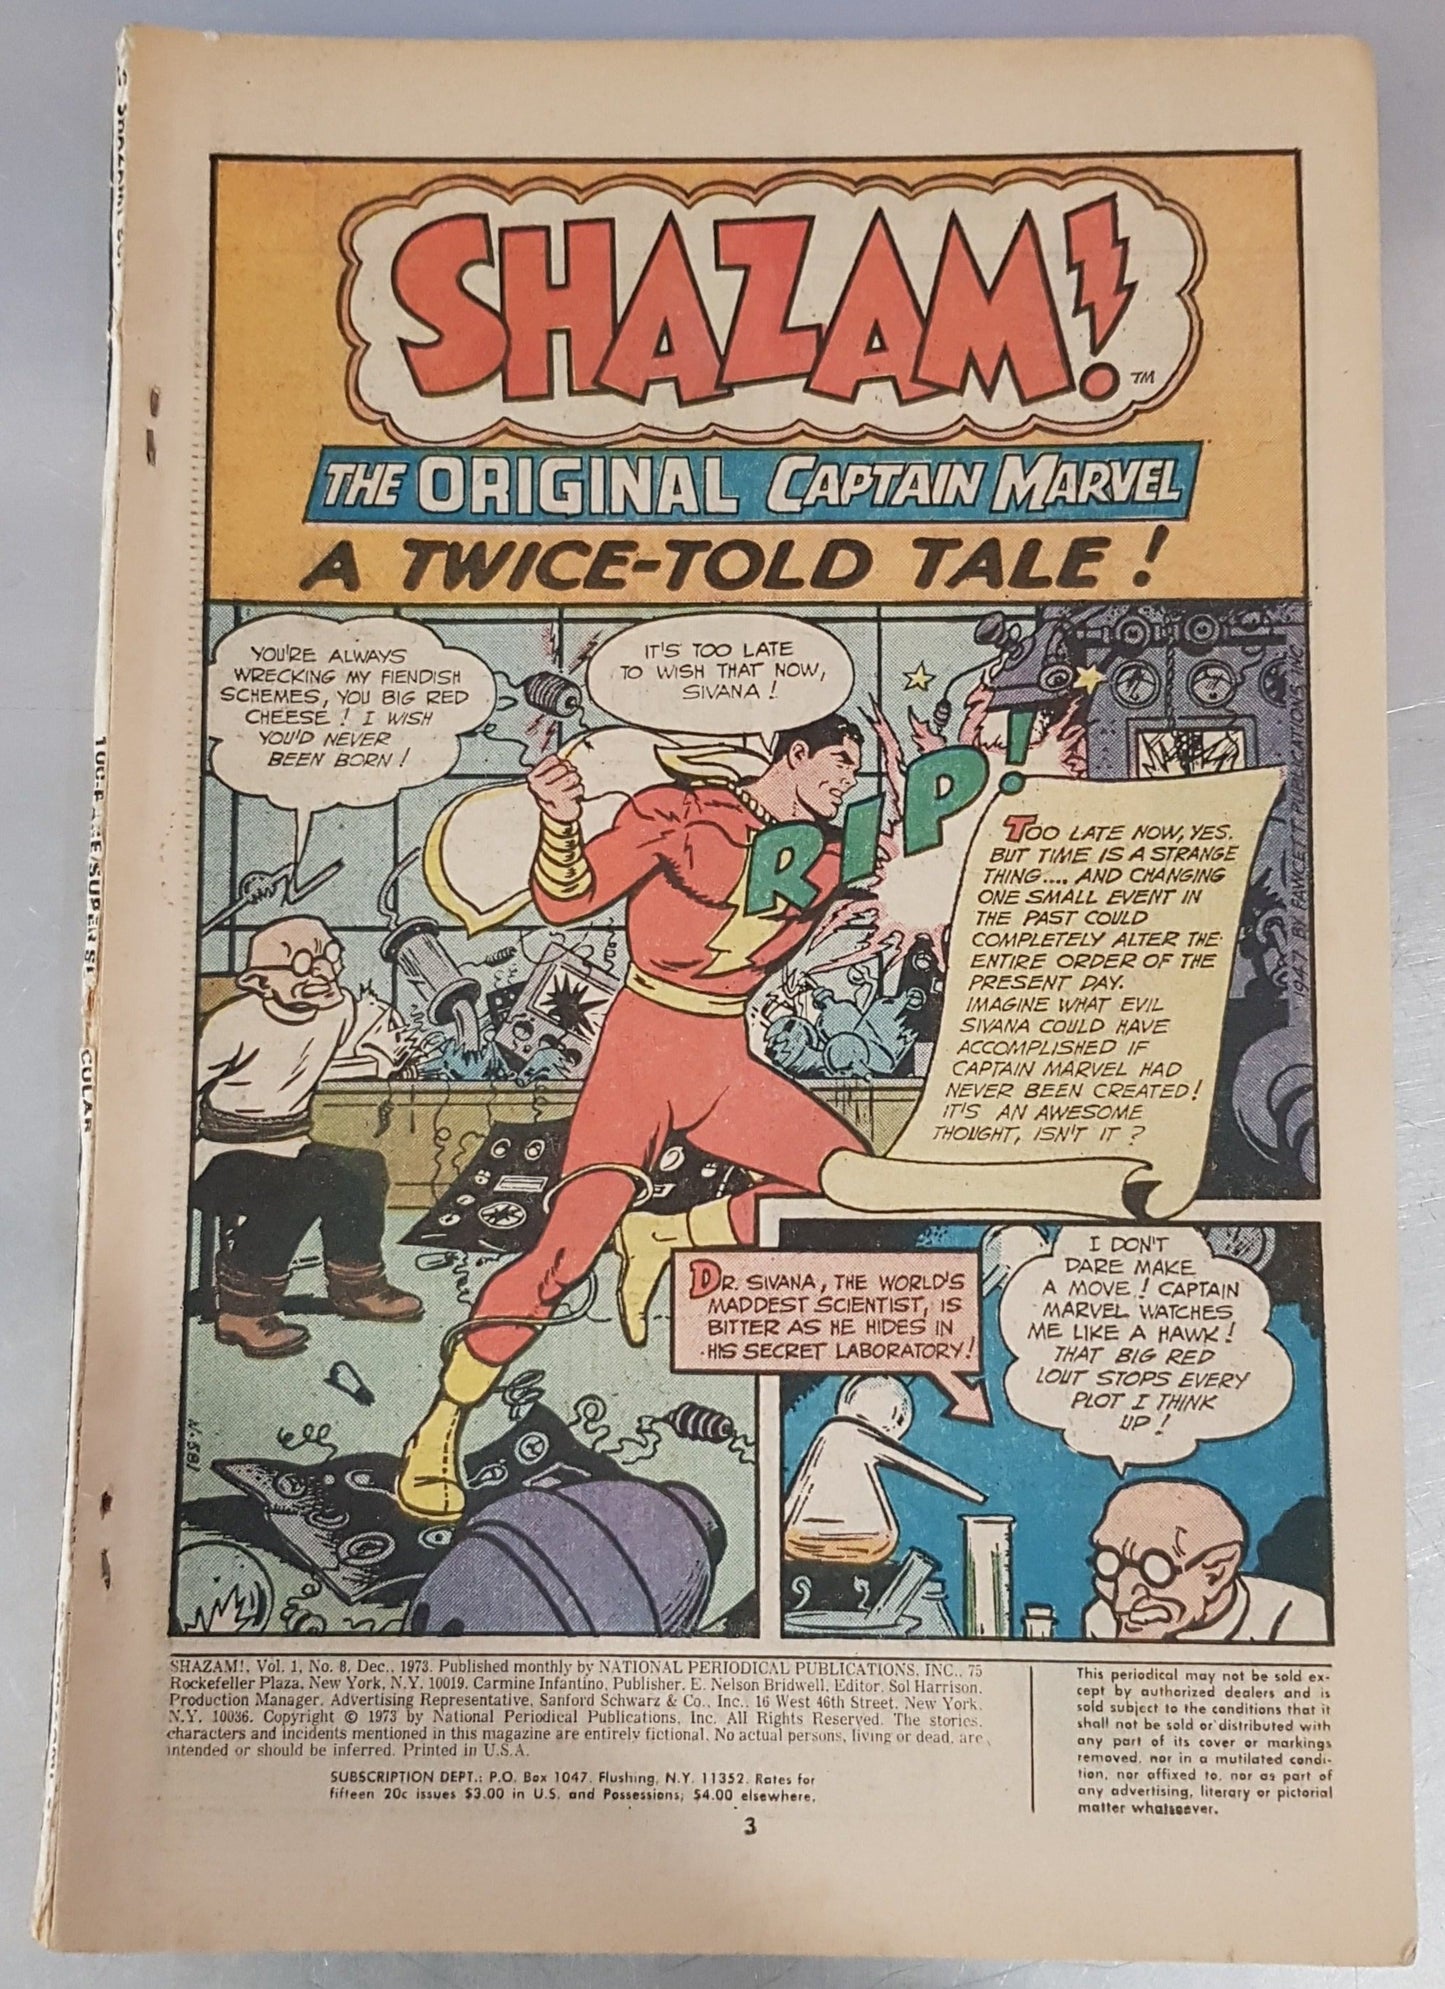 SHAZAM!
TM
THE ORIGINAL CAPTAIN MARVEL
A TWICE-TOLD TALE!
YOU'RE ALWAYS
WRECKING MY FIENDISH
SCHEMES, YOU BIG RED
CHEESE! I WISH
YOU'D NEVER
BEEN BORN!
IT'S TOO LATE
TO WISH THAT NOW,
SIVANA!
RIP!
TOO LATE NOW, YES.
BUT TIME IS A STRANGE
THING.... AND CHANGING
ONE SMALL EVENT IN
THE PAST COULD
COMPLETELY ALTER THE
ENTIRE ORDER OF THE
PRESENT DAY.
IMAGINE WHAT EVIL
SIVANA COULD HAVE
ACCOMPLISHED IF
CAPTAIN MARVEL HAD
NEVER BEEN CREATED!
IT'S AN AWESOME
THOUGHT, ISN'T IT?
1947 BY FAWCETT PUBLICATIONS INC
DR. SIVANA, THE WORLD'S
MADDEST SCIENTIST, IS
BITTER AS HE HIDES IN
HIS SECRET LABORATORY!
I DON'T
DARE MAKE
A MOVE! CAPTAIN
MARVEL WATCHES
ME LIKE A HAWK!
THAT BIG RED
LOUT STOPS EVERY
PLOT I THINK
UP!
N-581
SHAZAM!, Vol. 1, No. 8, Dec., 1973. Published monthly by NATIONAL PERIODICAL PUBLICATIONS, INC., 75
Rockefeller Plaza, New York, N.Y. 10019. Carmine Infantino, Publisher. E. Nelson Bridwell, Editor. Sol Harrison,
Production Manager. Advertising Representative, Sanford Schwarz & Co., Inc., 16 West 46th Street, New York,
N.Y. 10036. Copyright © 1973 by National Periodical Publications, Inc. All Rights Reserved. The stories,
characters and incidents mentioned in this magazine are entirely fictional. No actual persons, living or dead, are
intended or should be inferred. Printed in U.S.A.
SUBSCRIPTION DEPT.: P.O. Box 1047, Flushing, N.Y. 11352. Rates for
fifteen 20c issues $3.00 in U.S. and Possessions; $4.00 elsewhere.
This periodical may not be sold ex-
cept by authorized dealers and is
sold subject to the conditions that it
shall not be sold or distributed with
any part of its cover or markings
removed, nor in a mutilated condi-
tion, nor affixed to, nor as part of
any advertising, literary or pictorial
matter whatsoever.
3
100-PAGE/SUPER
CULAR